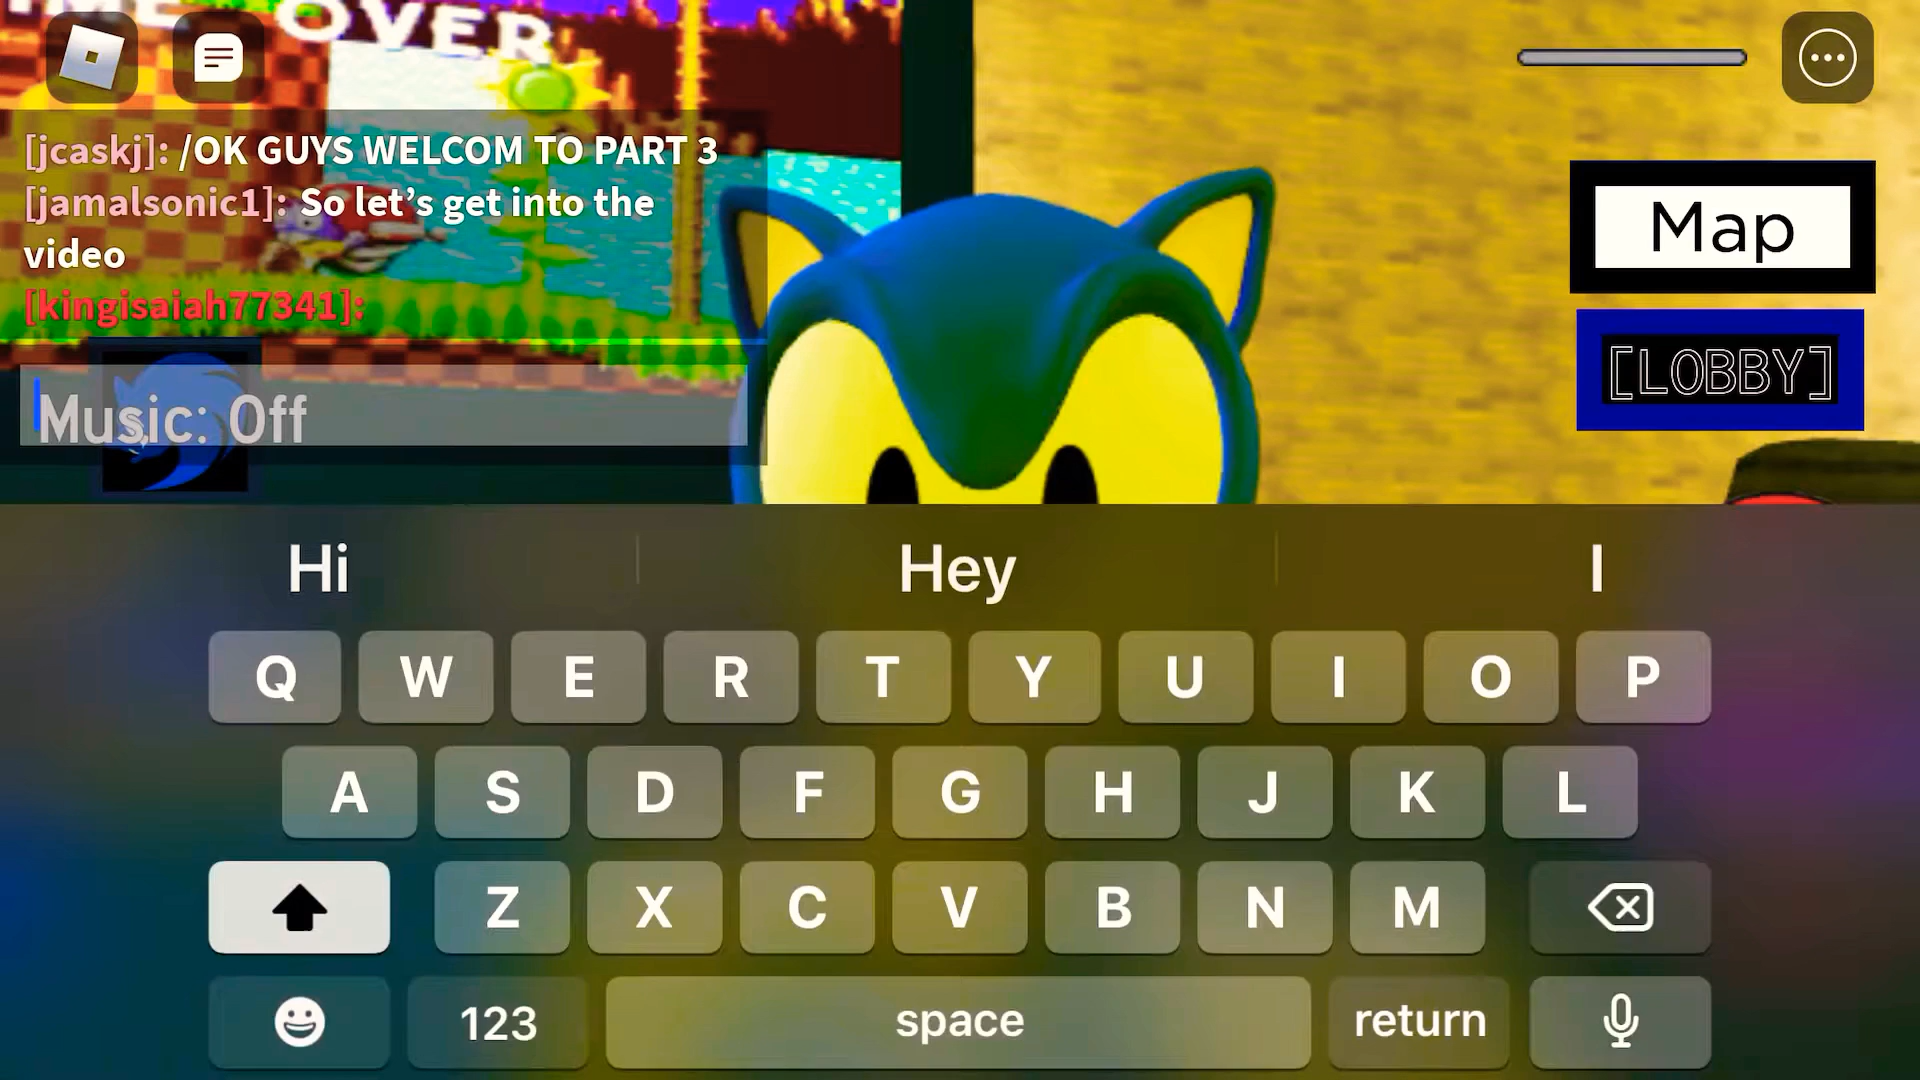 OVER
[jcaskj]: /OK GUYS WELCOM TO PART 3
[jamalsonic1]: So let's get into the
video
[kingisaiah77341]:
Music: Off
Map
[LOBBY]
Hi Hey I
Q W E R T Y U I O P
A S D F G H J K L
Z X C V B N M
123 space return